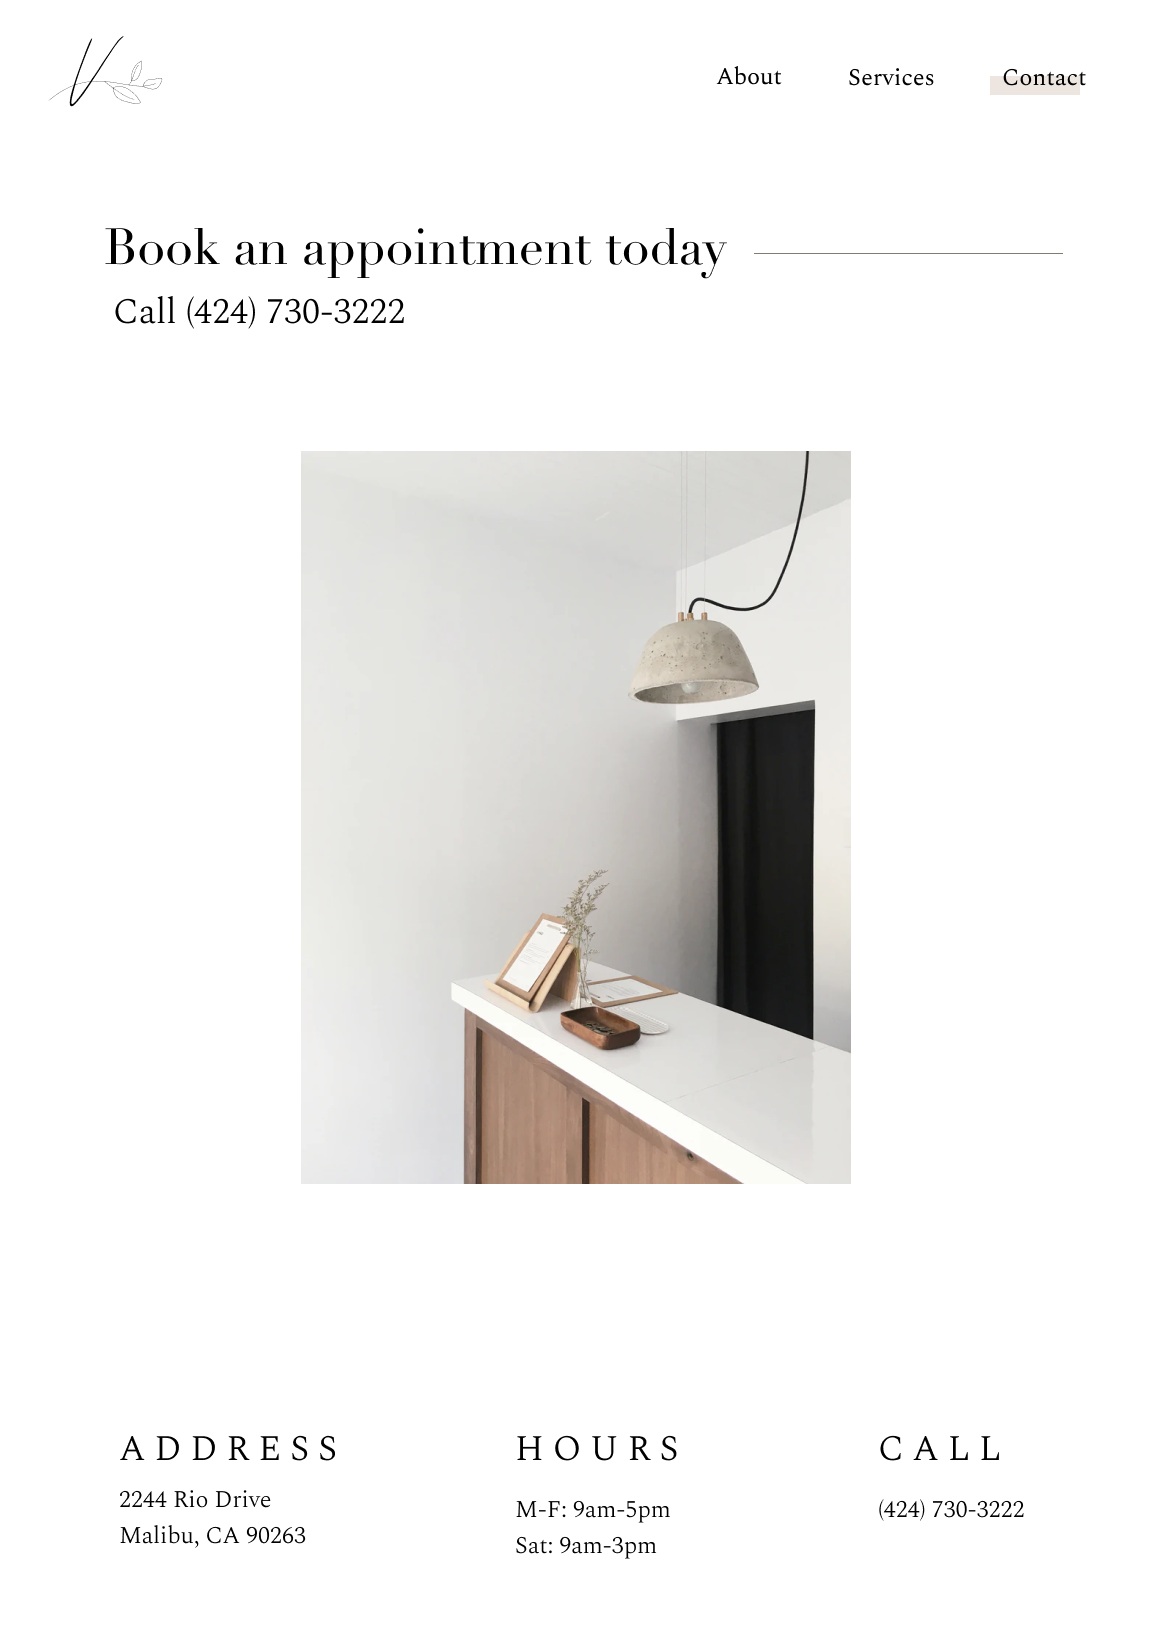 V
About
Services
Contact
Book an appointment today
Call (424) 730-3222
ADDRESS
2244 Rio Drive
Malibu, CA 90263
HOURS
M-F: 9am-5pm
Sat: 9am-3pm
CALL
(424) 730-3222